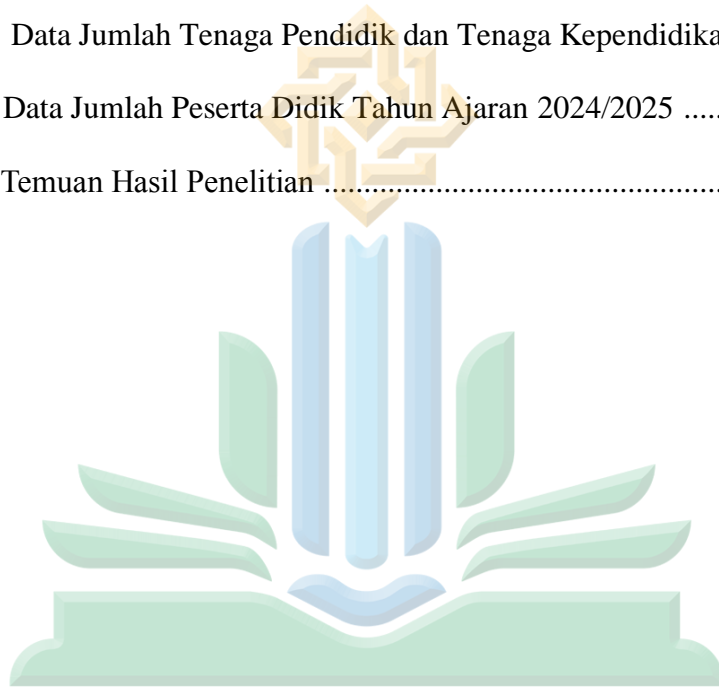 Data Jumlah Tenaga Pendidik dan Tenaga Kependidika
Data Jumlah Peserta Didik Tahun Ajaran 2024/2025 .....
Temuan Hasil Penelitian ................................................